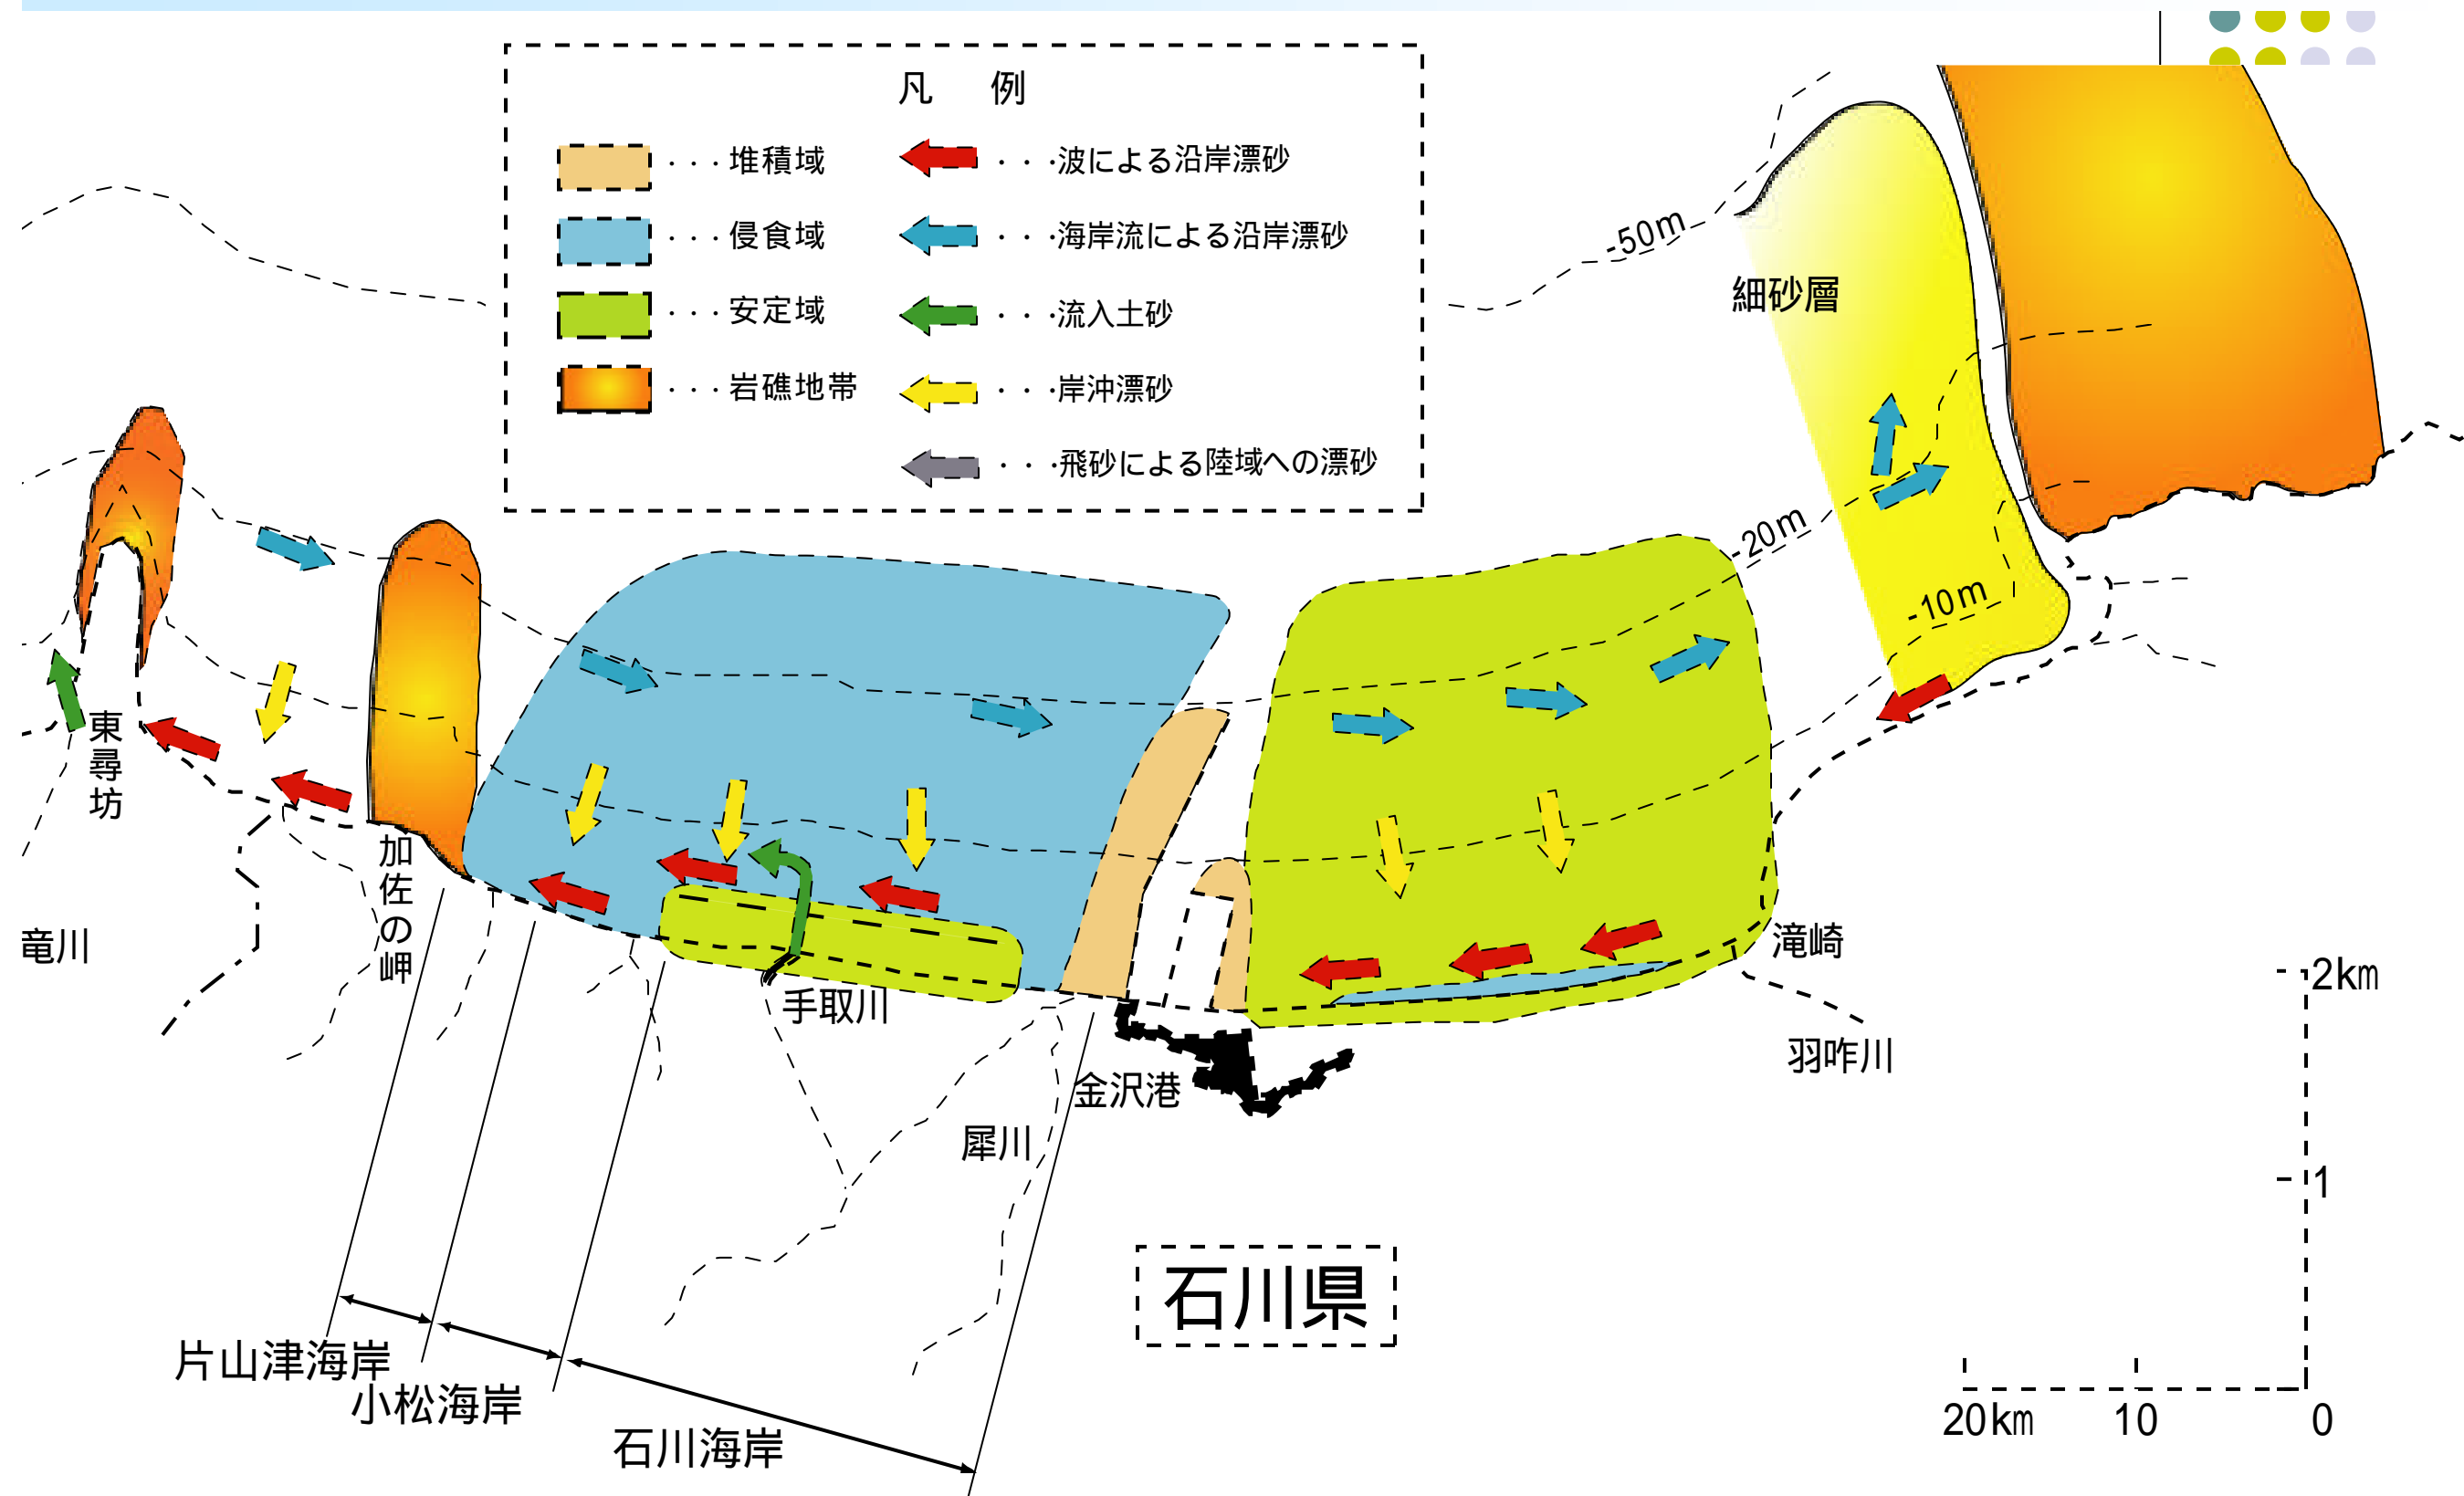 凡 例
・・・堆積域
・・・波による沿岸漂砂
・・・侵食域
・・・海岸流による沿岸漂砂
・・・安定域
・・・流入土砂
・・・岩礁地帯
・・・岸沖漂砂
・・・飛砂による陸域への漂砂
-50m
細砂層
-20m
-10m
東尋坊
加佐の岬
竜川
手取川
滝崎
羽咋川
金沢港
犀川
石川県
片山津海岸
小松海岸
石川海岸
2km
1
20km 10 0